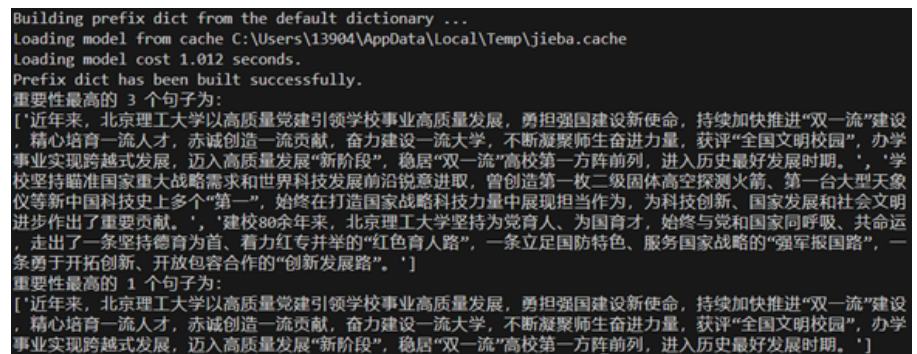 Building prefix dict from the default dictionary ...
Loading model from cache C:\Users\13904\AppData\Local\Temp\jieba.cache
Loading model cost 1.012 seconds.
Prefix dict has been built successfully.
重要性最高的 3 个句子为:
['近年来，北京理工大学以高质量党建引领学校事业高质量发展，勇担强国建设新使命，持续加快推进“双一流”建设
，精心培育一流人才，赤诚创造一流贡献，奋力建设一流大学，不断凝聚师生奋进力量，获评“全国文明校园”，办学
事业实现跨越式发展，迈入高质量发展“新阶段”，稳居“双一流”高校第一方阵前列，进入历史最好发展时期。', '学
校坚持瞄准国家重大战略需求和世界科技发展前沿锐意进取，曾创造第一枚二级固体高空探测火箭、第一台大型天象
仪等新中国科技史上多个“第一”，始终在打造国家战略科技力量中展现担当作为，为科技创新、国家发展和社会文明
进步作出了重要贡献。', '建校80余年来，北京理工大学坚持为党育人、为国育才，始终与党和国家同呼吸、共命运
，走出了一条坚持德育为首、着力红专并举的“红色育人路”，一条立足国防特色、服务国家战略的“强军报国路”，一
条勇于开拓创新、开放包容合作的“创新发展路”。']
重要性最高的 1 个句子为:
['近年来，北京理工大学以高质量党建引领学校事业高质量发展，勇担强国建设新使命，持续加快推进“双一流”建设
，精心培育一流人才，赤诚创造一流贡献，奋力建设一流大学，不断凝聚师生奋进力量，获评“全国文明校园”，办学
事业实现跨越式发展，迈入高质量发展“新阶段”，稳居“双一流”高校第一方阵前列，进入历史最好发展时期。']